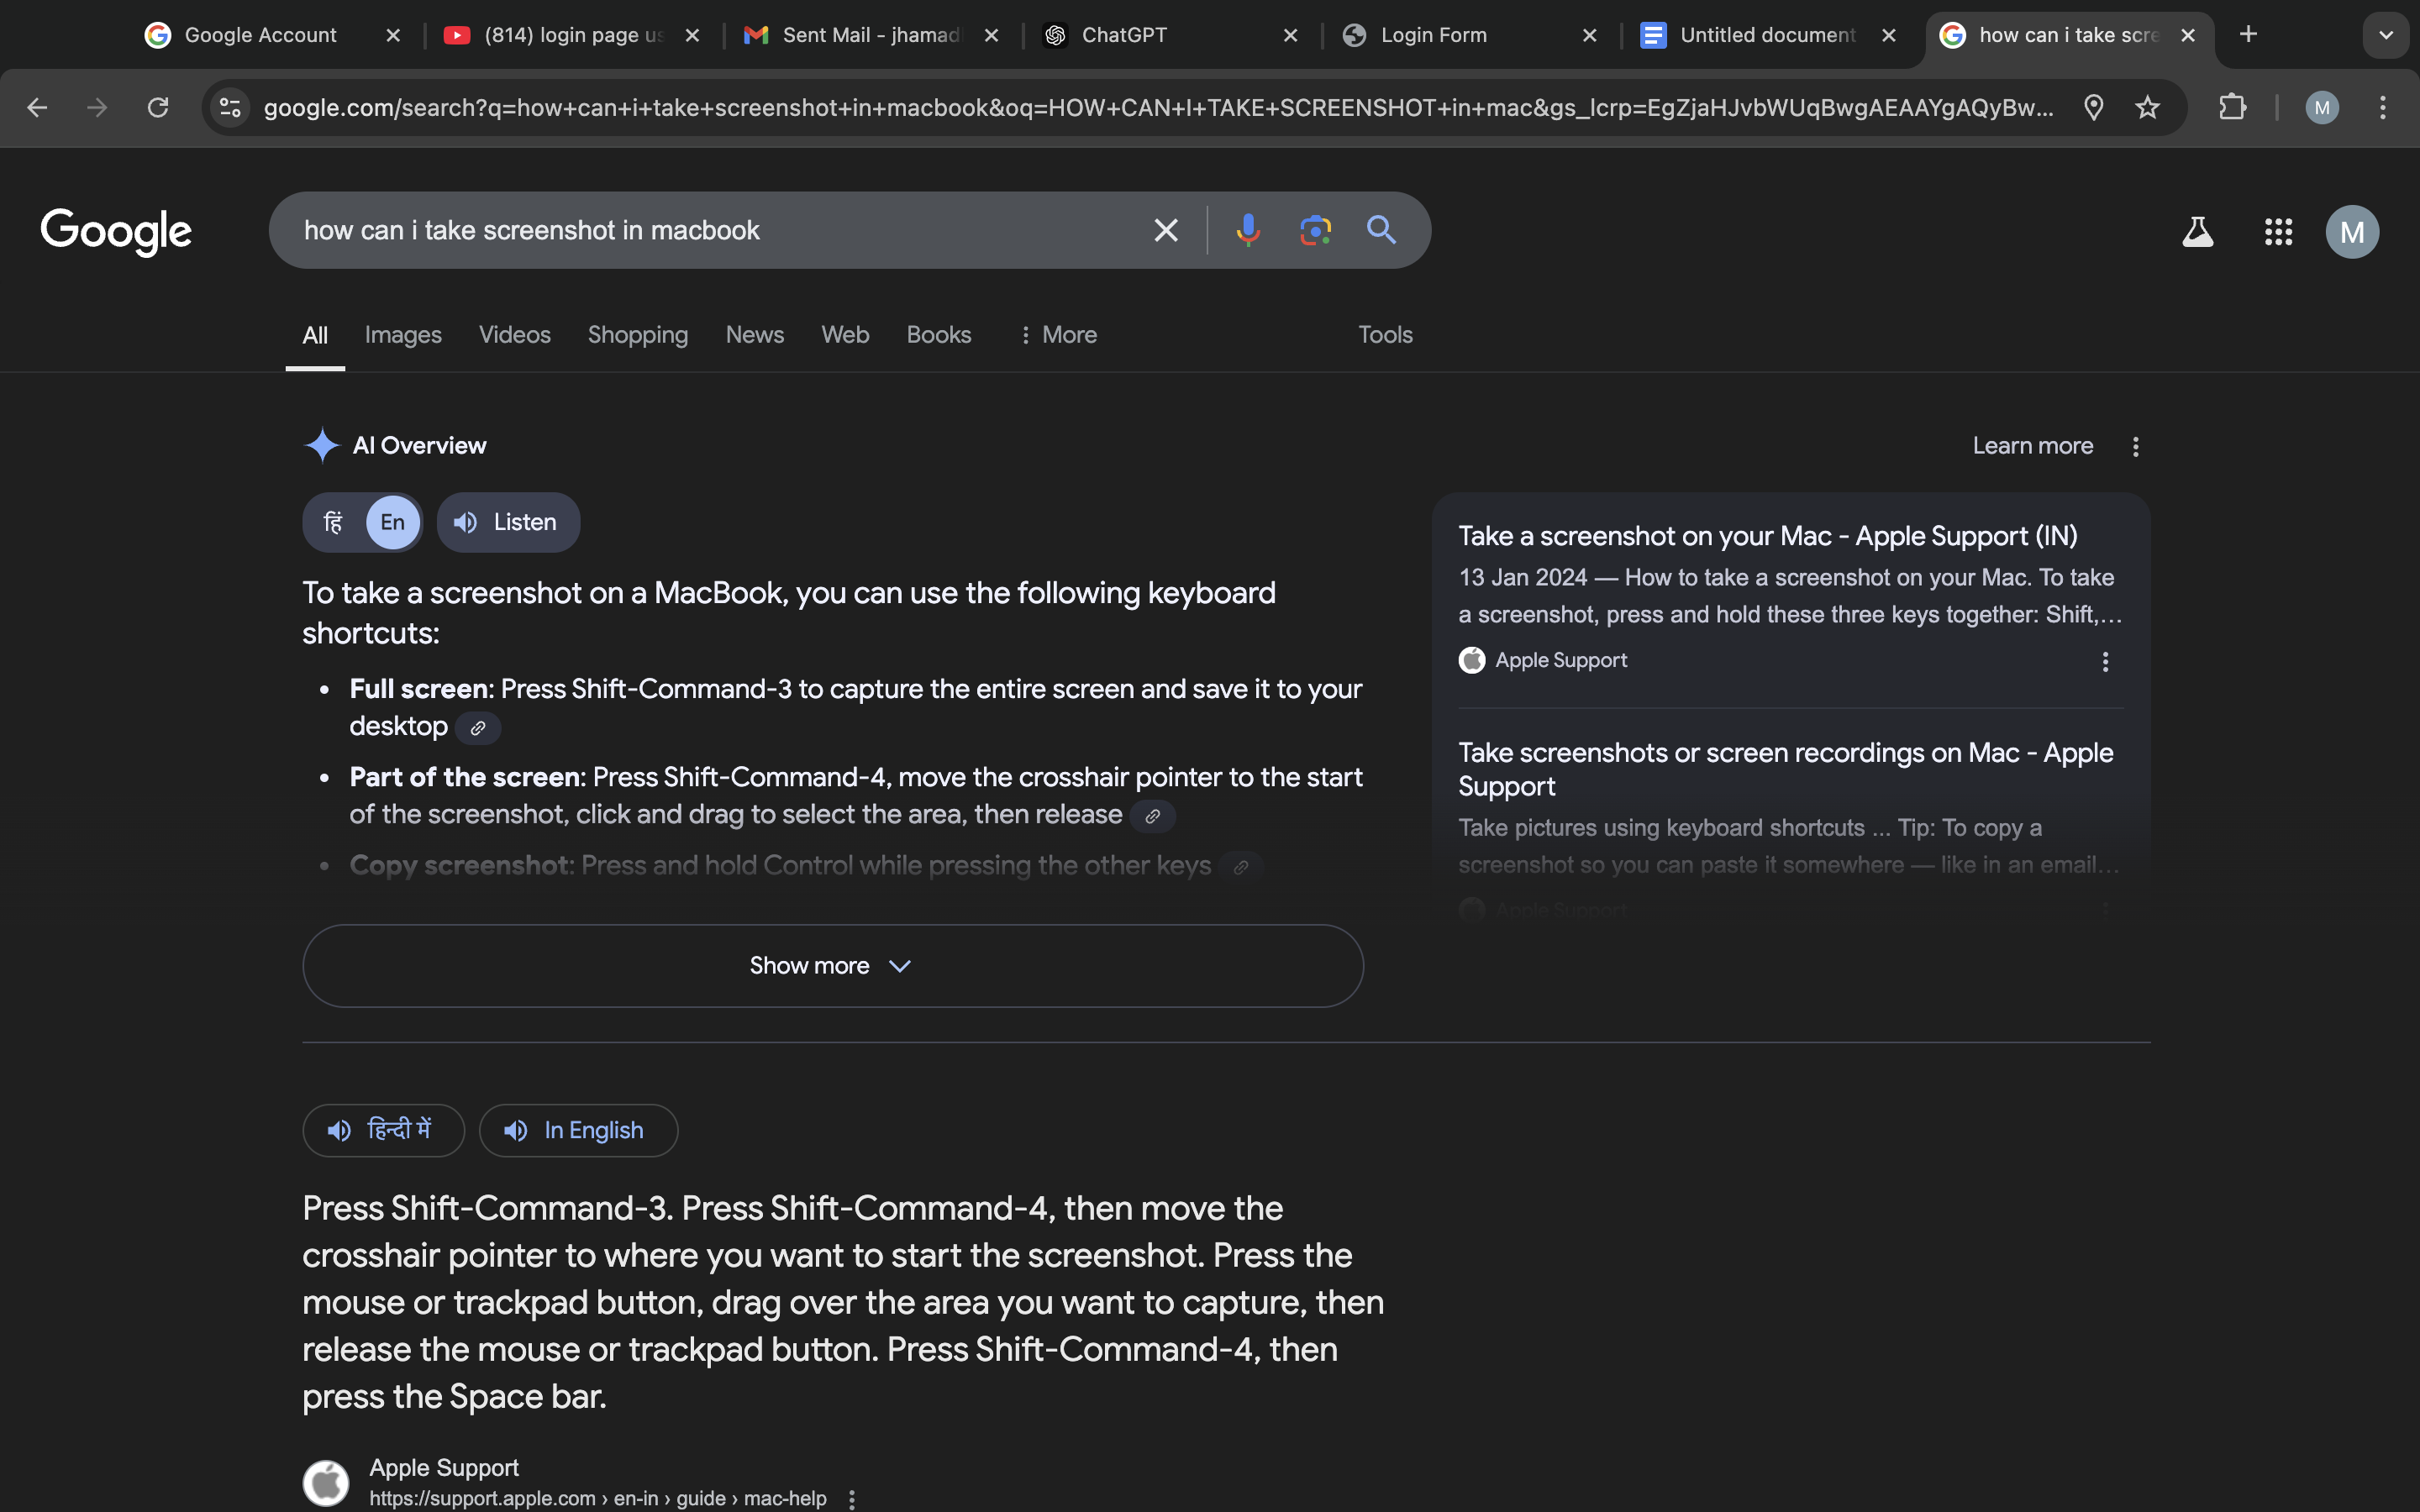 Google Account
(814) login page us
Sent Mail - jhamad
ChatGPT
Login Form
Untitled document
how can i take scre
google.com/search?q=how+can+i+take+screenshot+in+macbook&oq=HOW+CAN+I+TAKE+SCREENSHOT+in+mac&gs_lcrp=EgZjaHJvbWUqBwgAEAAYgAQyBw...
M
Google
how can i take screenshot in macbook
M
All Images Videos Shopping News Web Books More Tools
AI Overview
Learn more
हिं En Listen
To take a screenshot on a MacBook, you can use the following keyboard
shortcuts:
• Full screen: Press Shift-Command-3 to capture the entire screen and save it to your
desktop
• Part of the screen: Press Shift-Command-4, move the crosshair pointer to the start
of the screenshot, click and drag to select the area, then release
• Copy screenshot: Press and hold Control while pressing the other keys
Show more
Take a screenshot on your Mac - Apple Support (IN)
13 Jan 2024 — How to take a screenshot on your Mac. To take
a screenshot, press and hold these three keys together: Shift,...
Apple Support
Take screenshots or screen recordings on Mac - Apple
Support
Take pictures using keyboard shortcuts ... Tip: To copy a
screenshot so you can paste it somewhere — like in an email...
Apple Support
हिन्दी में In English
Press Shift-Command-3. Press Shift-Command-4, then move the
crosshair pointer to where you want to start the screenshot. Press the
mouse or trackpad button, drag over the area you want to capture, then
release the mouse or trackpad button. Press Shift-Command-4, then
press the Space bar.
Apple Support
https://support.apple.com › en-in › guide › mac-help